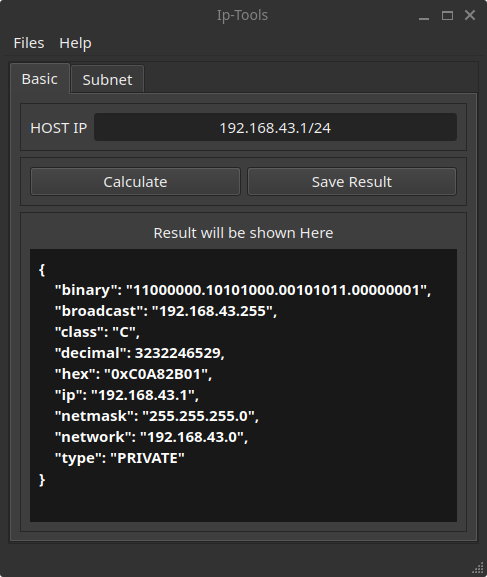 Ip-Tools
Files Help
Basic Subnet
HOST IP 192.168.43.1/24
Calculate Save Result
Result will be shown Here
{
    "binary": "11000000.10101000.00101011.00000001",
    "broadcast": "192.168.43.255",
    "class": "C",
    "decimal": 3232246529,
    "hex": "0xC0A82B01",
    "ip": "192.168.43.1",
    "netmask": "255.255.255.0",
    "network": "192.168.43.0",
    "type": "PRIVATE"
}